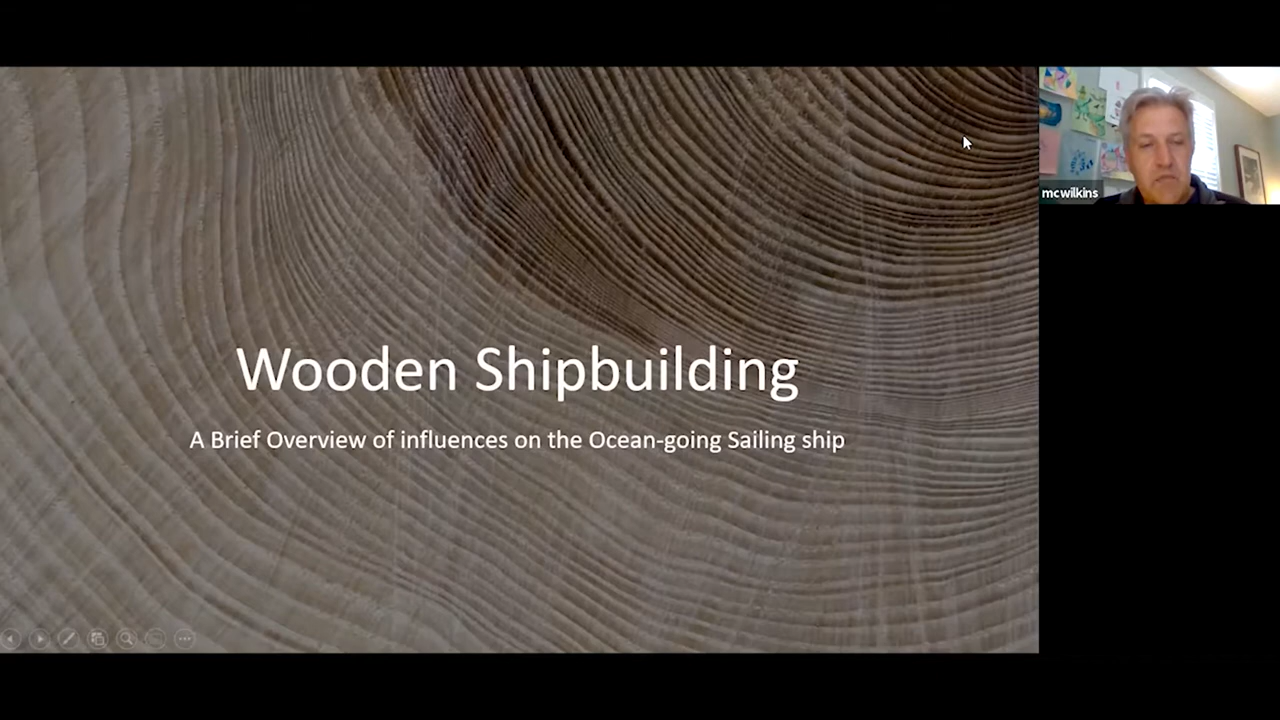 mcwilkins
Wooden Shipbuilding
A Brief Overview of influences on the Ocean-going Sailing ship